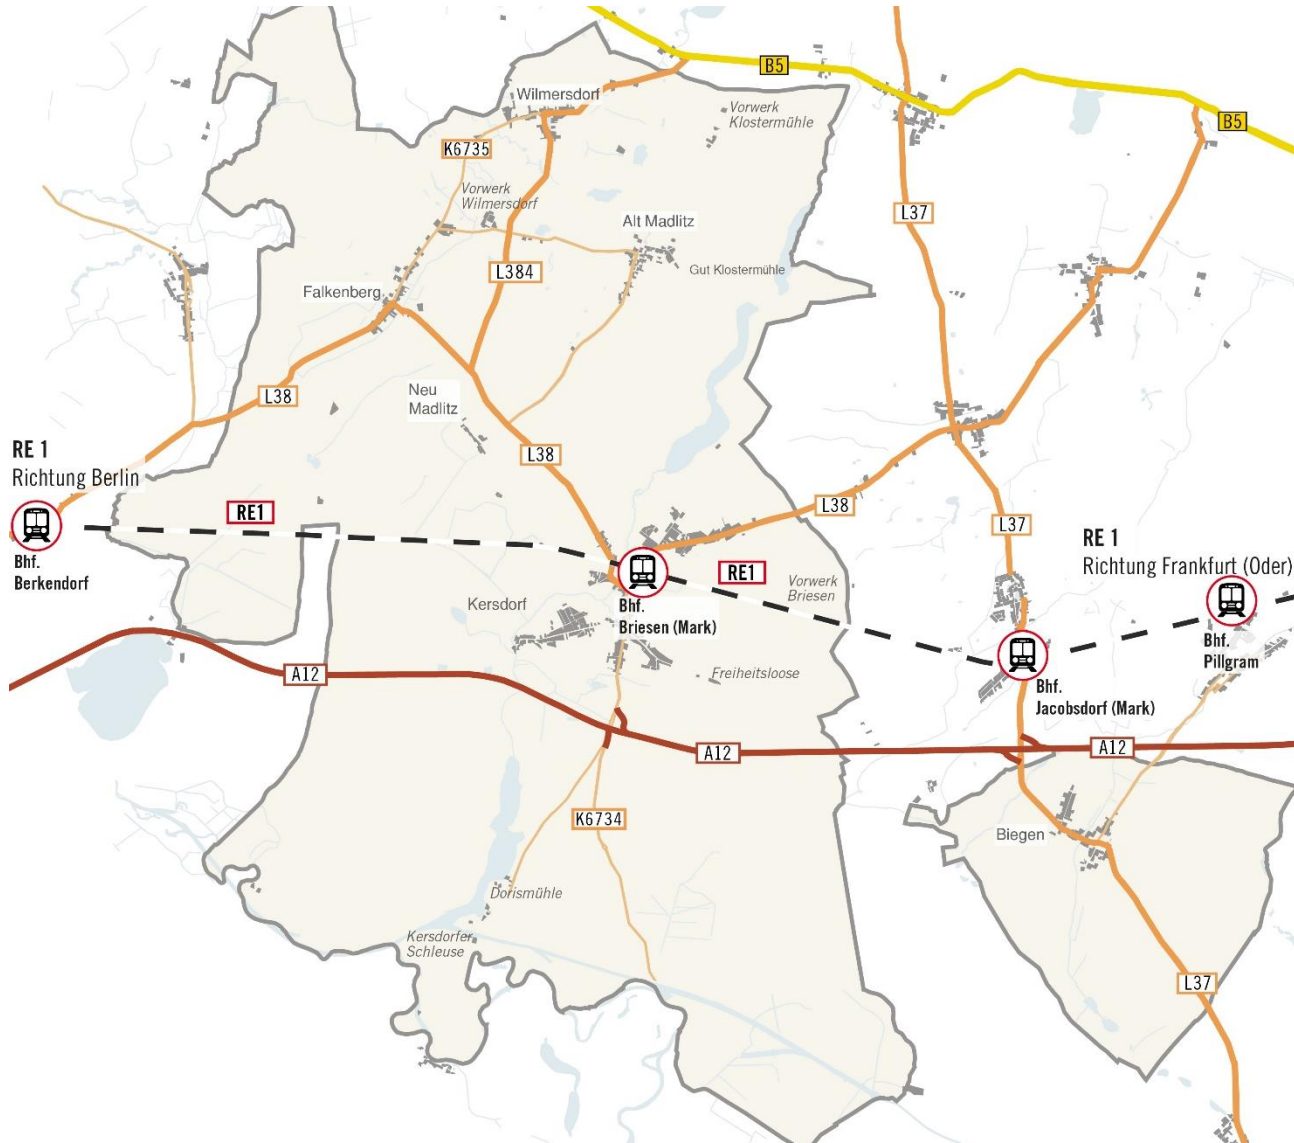 B5
Wilmersdorf
Vorwerk
Klostermühle
B5
K6735
Vorwerk
Wilmersdorf
L37
Alt Madlitz
L384
Gut Klostermühle
Falkenberg
L38
Neu
Madlitz
RE 1
Richtung Berlin
L38
L38
RE1
L37
RE 1
Richtung Frankfurt (Oder)
Bhf.
Berkendorf
RE1
Vorwerk
Briesen
Kersdorf
Bhf.
Briesen (Mark)
Bhf.
Pillgram
A12
Freiheitsloose
Bhf.
Jacobsdorf (Mark)
A12
A12
K6734
Biegen
Dorismühle
Kersdorfer
Schleuse
L37